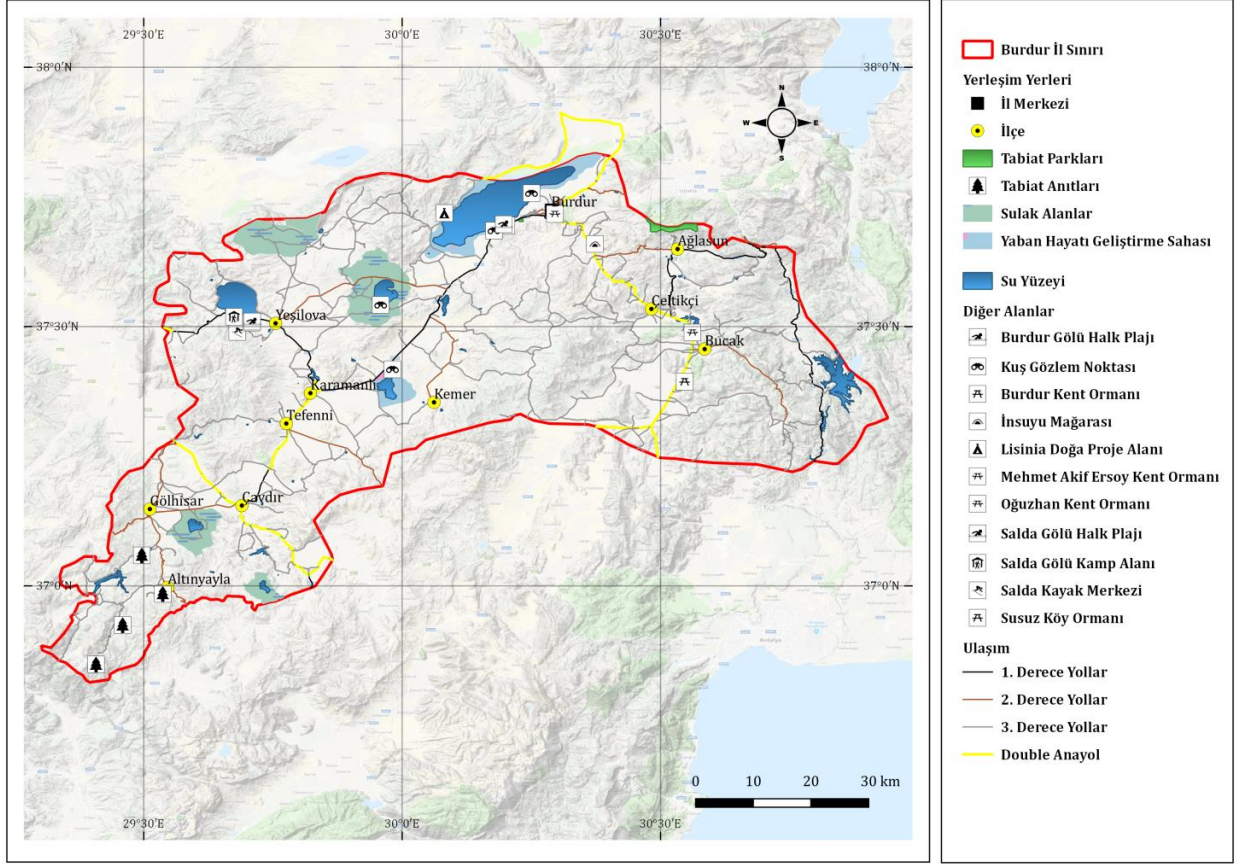 29°30'E 30°0'E 30°30'E
38°0'N 38°0'N
N
W E
S
Burdur
Ağlasun
Çeltikçi
37°30'N 37°30'N
Yeşilova
Bucak
Karamanlı
Kemer
Tefenni
Gölhisar
Çavdır
Altınyayla
37°0'N 37°0'N
Antalya
0 10 20 30 km
29°30'E 30°0'E 30°30'E
Burdur İl Sınırı
Yerleşim Yerleri
İl Merkezi
İlçe
Tabiat Parkları
Tabiat Anıtları
Sulak Alanlar
Yaban Hayatı Geliştirme Sahası
Su Yüzeyi
Diğer Alanlar
Burdur Gölü Halk Plajı
Kuş Gözlem Noktası
Burdur Kent Ormanı
İnsuyu Mağarası
Lisinia Doğa Proje Alanı
Mehmet Akif Ersoy Kent Ormanı
Oğuzhan Kent Ormanı
Salda Gölü Halk Plajı
Salda Gölü Kamp Alanı
Salda Kayak Merkezi
Susuz Köy Ormanı
Ulaşım
1. Derece Yollar
2. Derece Yollar
3. Derece Yollar
Double Anayol